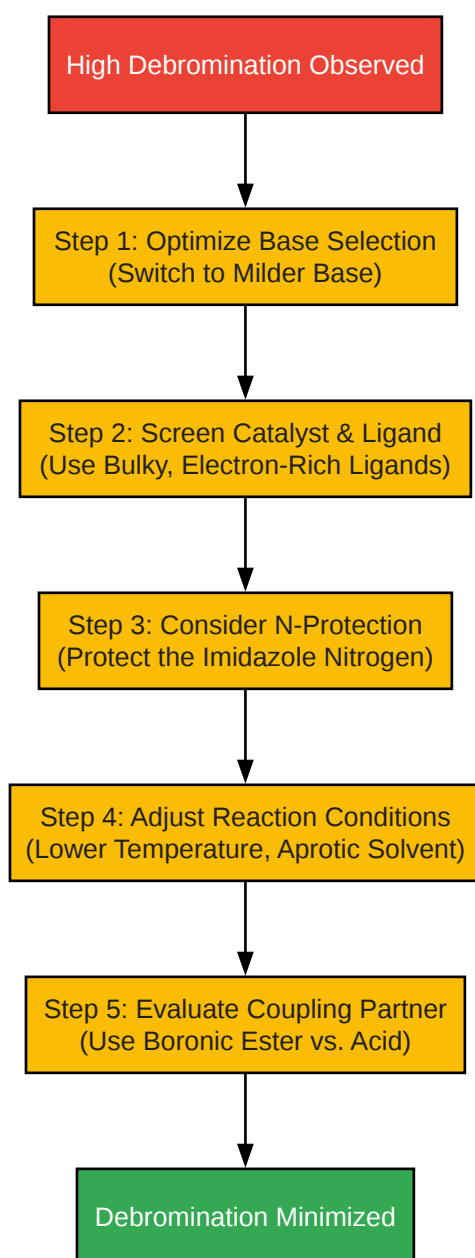 High Debromination Observed
Step 1: Optimize Base Selection
(Switch to Milder Base)
Step 2: Screen Catalyst & Ligand
(Use Bulky, Electron-Rich Ligands)
Step 3: Consider N-Protection
(Protect the Imidazole Nitrogen)
Step 4: Adjust Reaction Conditions
(Lower Temperature, Aprotic Solvent)
Step 5: Evaluate Coupling Partner
(Use Boronic Ester vs. Acid)
Debromination Minimized